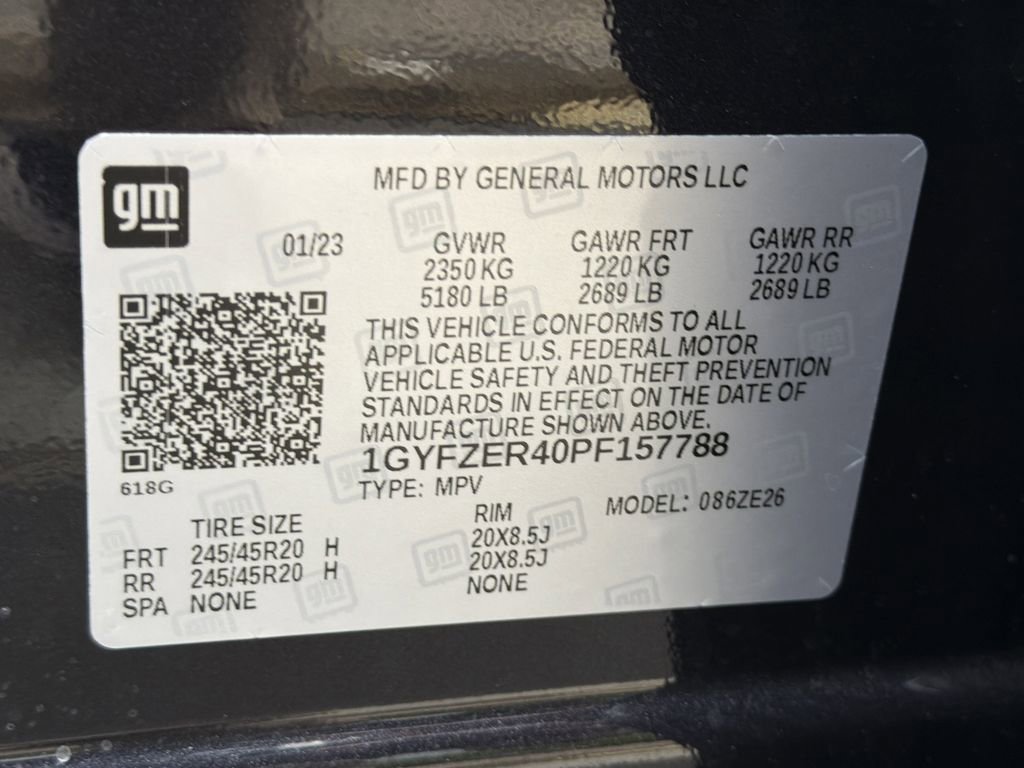 gm
MFD BY GENERAL MOTORS LLC
01/23 GVWR GAWR FRT GAWR RR
2350 KG 1220 KG 1220 KG
5180 LB 2689 LB 2689 LB
THIS VEHICLE CONFORMS TO ALL
APPLICABLE U.S. FEDERAL MOTOR
VEHICLE SAFETY AND THEFT PREVENTION
STANDARDS IN EFFECT ON THE DATE OF
MANUFACTURE SHOWN ABOVE.
1GYFZER40PF157788
618G
TYPE: MPV MODEL: 086ZE26
TIRE SIZE RIM
FRT 245/45R20 H 20X8.5J
RR 245/45R20 H 20X8.5J
SPA NONE NONE